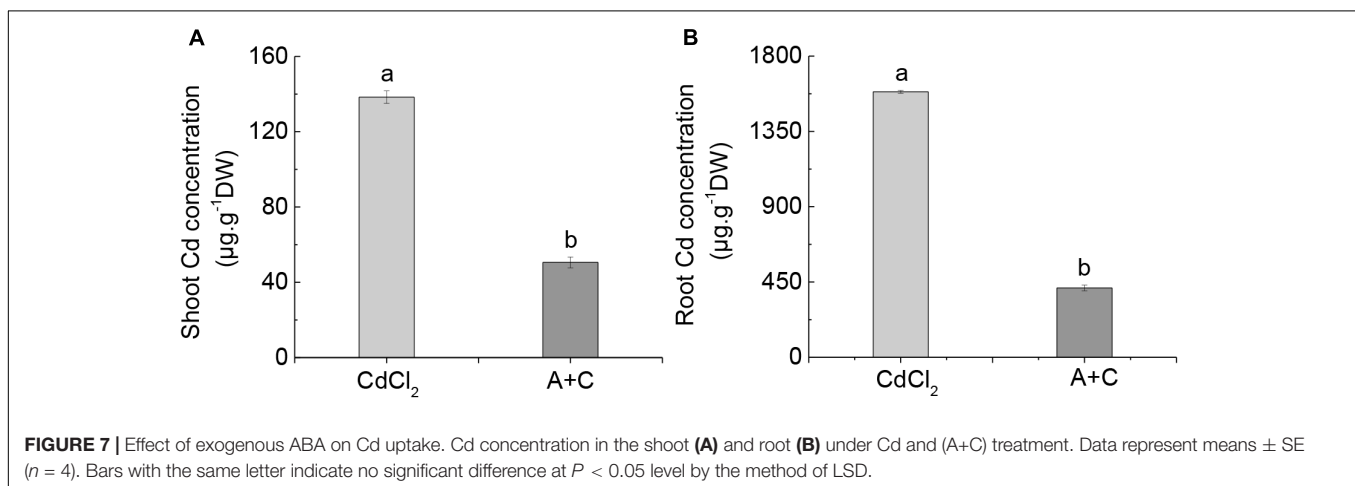 A
Shoot Cd concentration
(µg.g⁻¹DW)
160
120
80
40
0
a
b
CdCl₂
A+C
B
Root Cd concentration
(µg.g⁻¹DW)
1800
1350
900
450
0
a
b
CdCl₂
A+C
FIGURE 7 | Effect of exogenous ABA on Cd uptake. Cd concentration in the shoot (A) and root (B) under Cd and (A+C) treatment. Data represent means ± SE
(n = 4). Bars with the same letter indicate no significant difference at P < 0.05 level by the method of LSD.